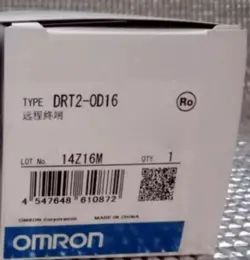 TYPE DRT2-OD16
远程终端
Ro
LOT No. 14Z16M QTY 1
4 547648 610872
OMRON Corporation MADE IN CHINA
OMRON